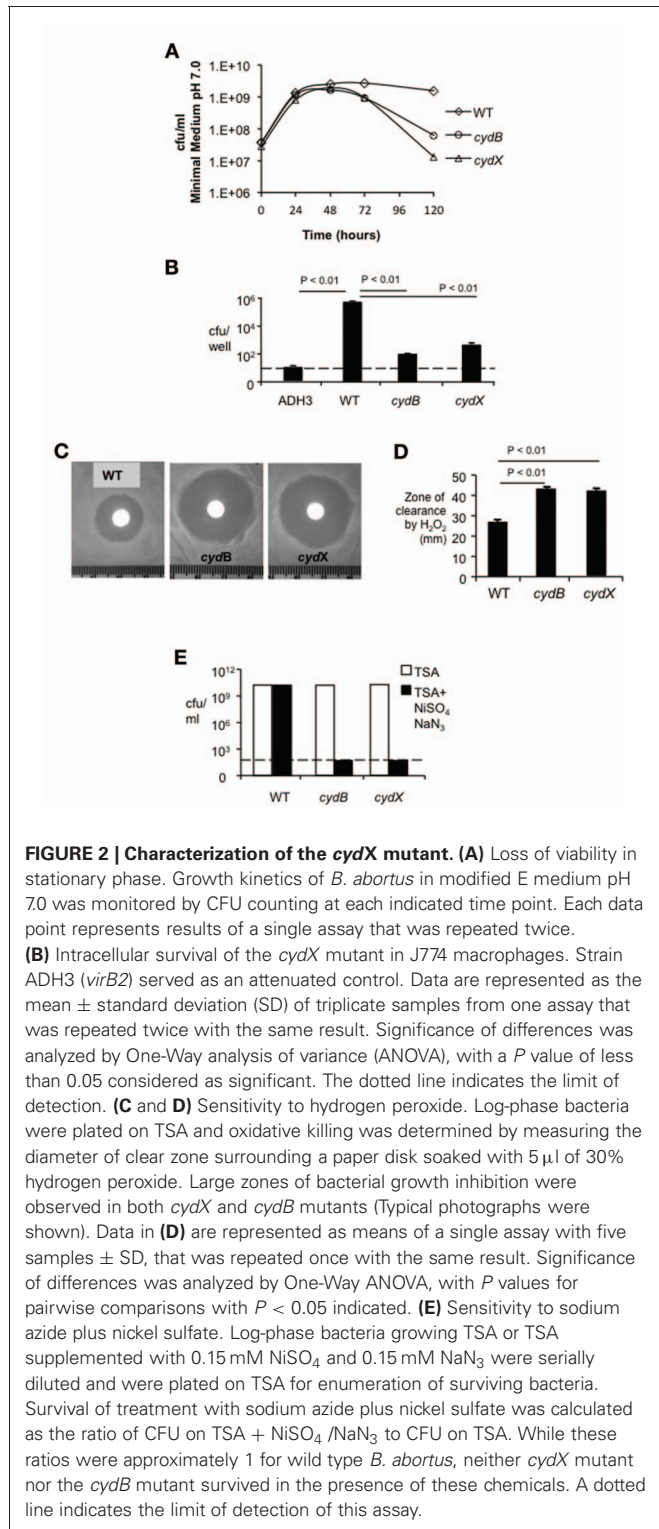 A
1.E+10
1.E+09
1.E+08
1.E+07
1.E+06
cfu/ml
Minimal Medium pH 7.0
0 24 48 72 96 120
Time (hours)
WT
cydB
cydX
B
P < 0.01 P < 0.01 P < 0.01
cfu/
well
10⁶
10⁴
10²
0
ADH3 WT cydB cydX
C
WT
cydB
cydX
D
P < 0.01
P < 0.01
Zone of
clearance
by H₂O₂
(mm)
50
40
30
20
10
0
WT cydB cydX
E
cfu/
ml
10¹²
10⁹
10⁶
10³
0
WT cydB cydX
TSA
TSA+
NiSO₄
NaN₃
FIGURE 2 | Characterization of the cydX mutant. (A) Loss of viability in
stationary phase. Growth kinetics of B. abortus in modified E medium pH
7.0 was monitored by CFU counting at each indicated time point. Each data
point represents results of a single assay that was repeated twice.
(B) Intracellular survival of the cydX mutant in J774 macrophages. Strain
ADH3 (virB2) served as an attenuated control. Data are represented as the
mean ± standard deviation (SD) of triplicate samples from one assay that
was repeated twice with the same result. Significance of differences was
analyzed by One-Way analysis of variance (ANOVA), with a P value of less
than 0.05 considered as significant. The dotted line indicates the limit of
detection. (C and D) Sensitivity to hydrogen peroxide. Log-phase bacteria
were plated on TSA and oxidative killing was determined by measuring the
diameter of clear zone surrounding a paper disk soaked with 5 μl of 30%
hydrogen peroxide. Large zones of bacterial growth inhibition were
observed in both cydX and cydB mutants (Typical photographs were
shown). Data in (D) are represented as means of a single assay with five
samples ± SD, that was repeated once with the same result. Significance
of differences was analyzed by One-Way ANOVA, with P values for
pairwise comparisons with P < 0.05 indicated. (E) Sensitivity to sodium
azide plus nickel sulfate. Log-phase bacteria growing TSA or TSA
supplemented with 0.15 mM NiSO₄ and 0.15 mM NaN₃ were serially
diluted and were plated on TSA for enumeration of surviving bacteria.
Survival of treatment with sodium azide plus nickel sulfate was calculated
as the ratio of CFU on TSA + NiSO₄ /NaN₃ to CFU on TSA. While these
ratios were approximately 1 for wild type B. abortus, neither cydX mutant
nor the cydB mutant survived in the presence of these chemicals. A dotted
line indicates the limit of detection of this assay.